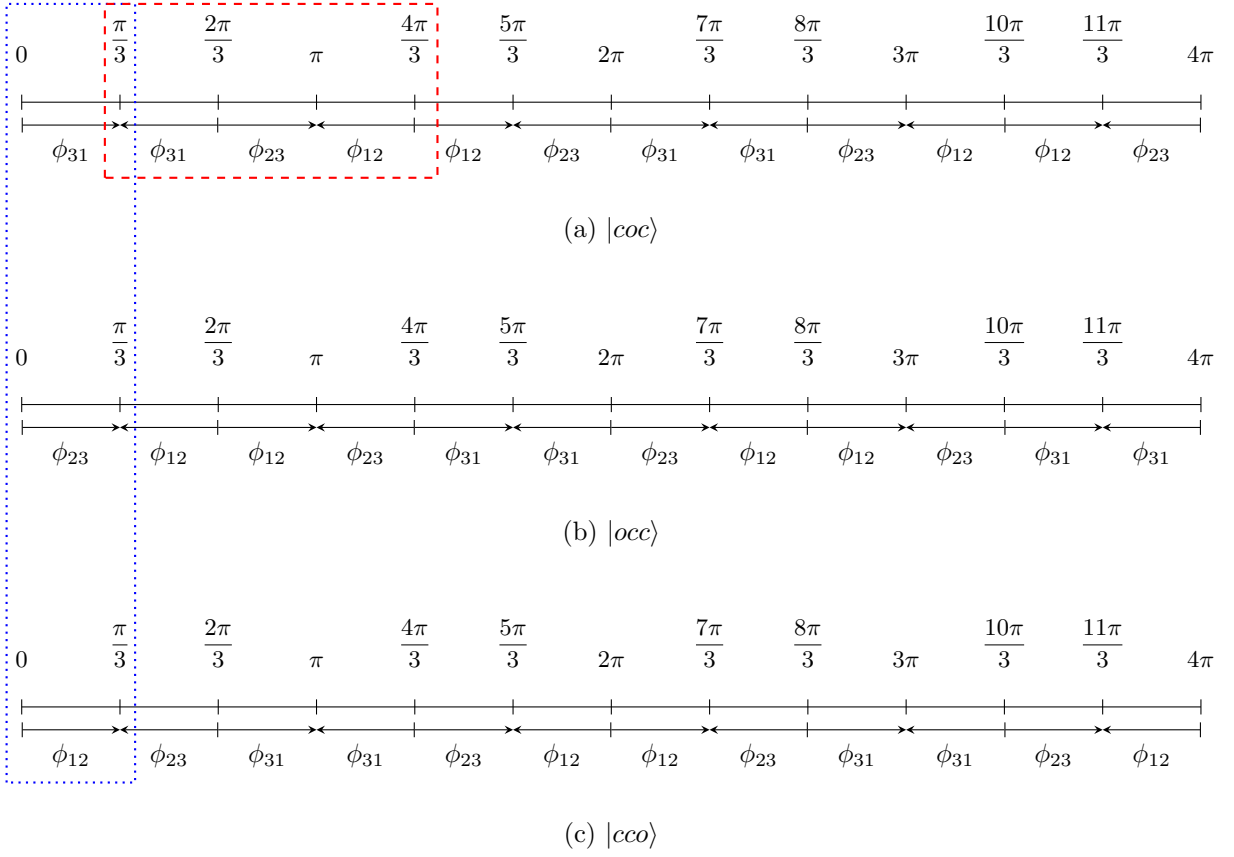 0 π/3 2π/3 π 4π/3 5π/3 2π 7π/3 8π/3 3π 10π/3 11π/3 4π
ϕ31 ϕ31 ϕ23 ϕ12 ϕ12 ϕ23 ϕ31 ϕ31 ϕ23 ϕ12 ϕ12 ϕ23
(a) |coc⟩
0 π/3 2π/3 π 4π/3 5π/3 2π 7π/3 8π/3 3π 10π/3 11π/3 4π
ϕ23 ϕ12 ϕ12 ϕ23 ϕ31 ϕ31 ϕ23 ϕ12 ϕ12 ϕ23 ϕ31 ϕ31
(b) |occ⟩
0 π/3 2π/3 π 4π/3 5π/3 2π 7π/3 8π/3 3π 10π/3 11π/3 4π
ϕ12 ϕ23 ϕ31 ϕ31 ϕ23 ϕ12 ϕ12 ϕ23 ϕ31 ϕ31 ϕ23 ϕ12
(c) |cco⟩